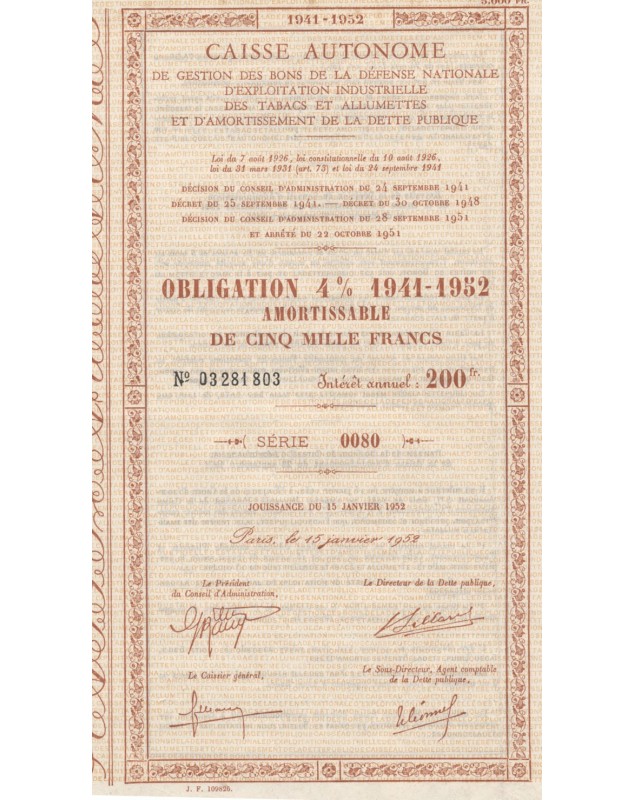 5.000 FR.
1941-1952
CAISSE AUTONOME
DE GESTION DES BONS DE LA DÉFENSE NATIONALE
D'EXPLOITATION INDUSTRIELLE
DES TABACS ET ALLUMETTES
ET D'AMORTISSEMENT DE LA DETTE PUBLIQUE
Loi du 7 août 1926, loi constitutionnelle du 10 août 1926,
loi du 31 mars 1931 (art. 73) et loi du 24 septembre 1941
DÉCISION DU CONSEIL D'ADMINISTRATION DU 24 SEPTEMBRE 1941
DÉCRET DU 25 SEPTEMBRE 1941. — DÉCRET DU 30 OCTOBRE 1948
DÉCISION DU CONSEIL D'ADMINISTRATION DU 28 SEPTEMBRE 1951
ET ARRÊTÉ DU 22 OCTOBRE 1951
OBLIGATION 4% 1941-1952
AMORTISSABLE
DE CINQ MILLE FRANCS
Nº 03281803 Intérêt annuel : 200 fr.
SÉRIE 0080
JOUISSANCE DU 15 JANVIER 1952
Paris, le 15 janvier 1952
Le Président
du Conseil d'Administration,
Le Directeur de la Dette publique,
Le Caissier général,
Le Sous-Directeur, Agent comptable
de la Dette publique,
J. F. 109826.